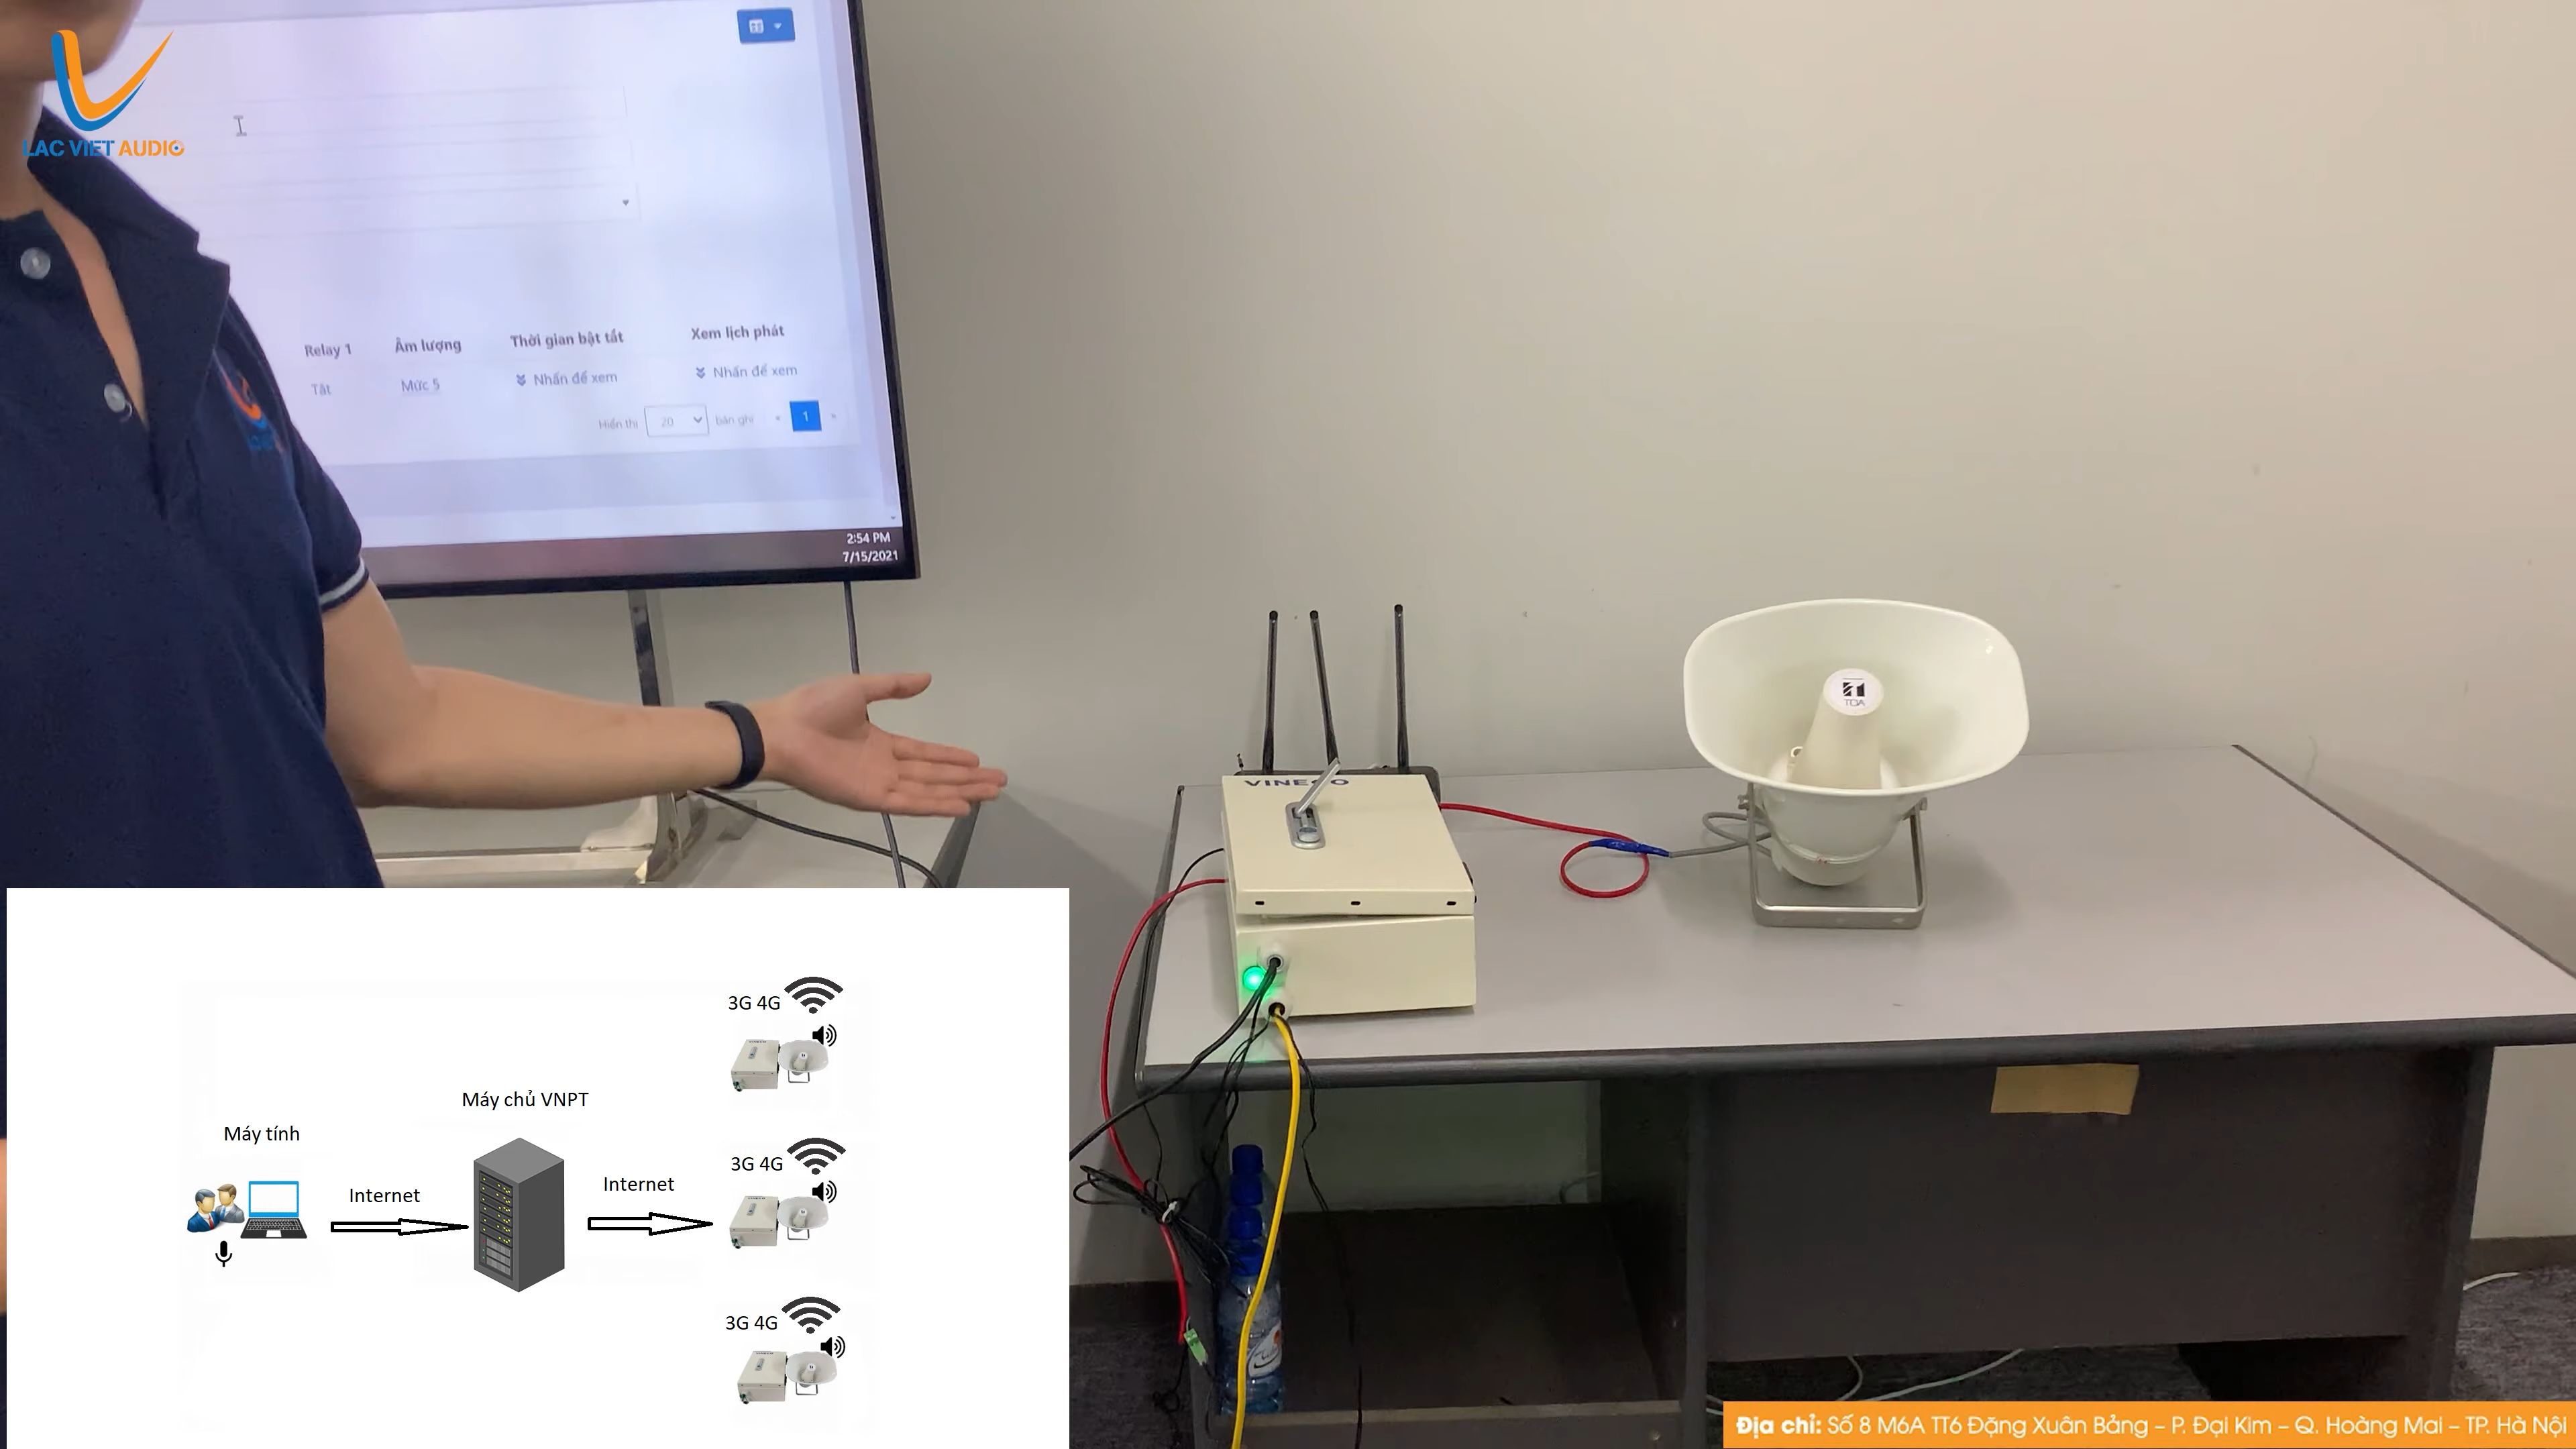 LAC VIET AUDIO
Relay 1 Âm lượng Thời gian bật tắt Xem lịch phát
Tắt Mức 5 Nhấn để xem Nhấn để xem
Hiển thị 20 bản ghi « 1 »
2:54 PM
7/15/2021
TOA
VINECO
3G 4G
Máy chủ VNPT
Máy tính
3G 4G
Internet
Internet
3G 4G
Địa chỉ: Số 8 M6A TT6 Đặng Xuân Bảng – P. Đại Kim – Q. Hoàng Mai – TP. Hà Nội